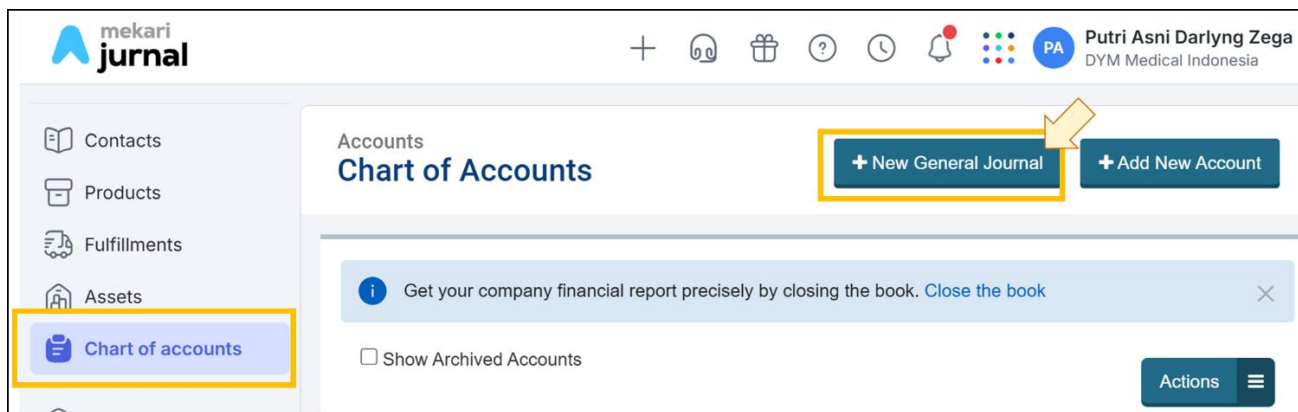 mekari
jurnal
PA
Putri Asni Darlyng Zega
DYM Medical Indonesia
Contacts
Products
Fulfillments
Assets
Chart of accounts
Accounts
Chart of Accounts
+ New General Journal
+ Add New Account
Get your company financial report precisely by closing the book. Close the book
Show Archived Accounts
Actions